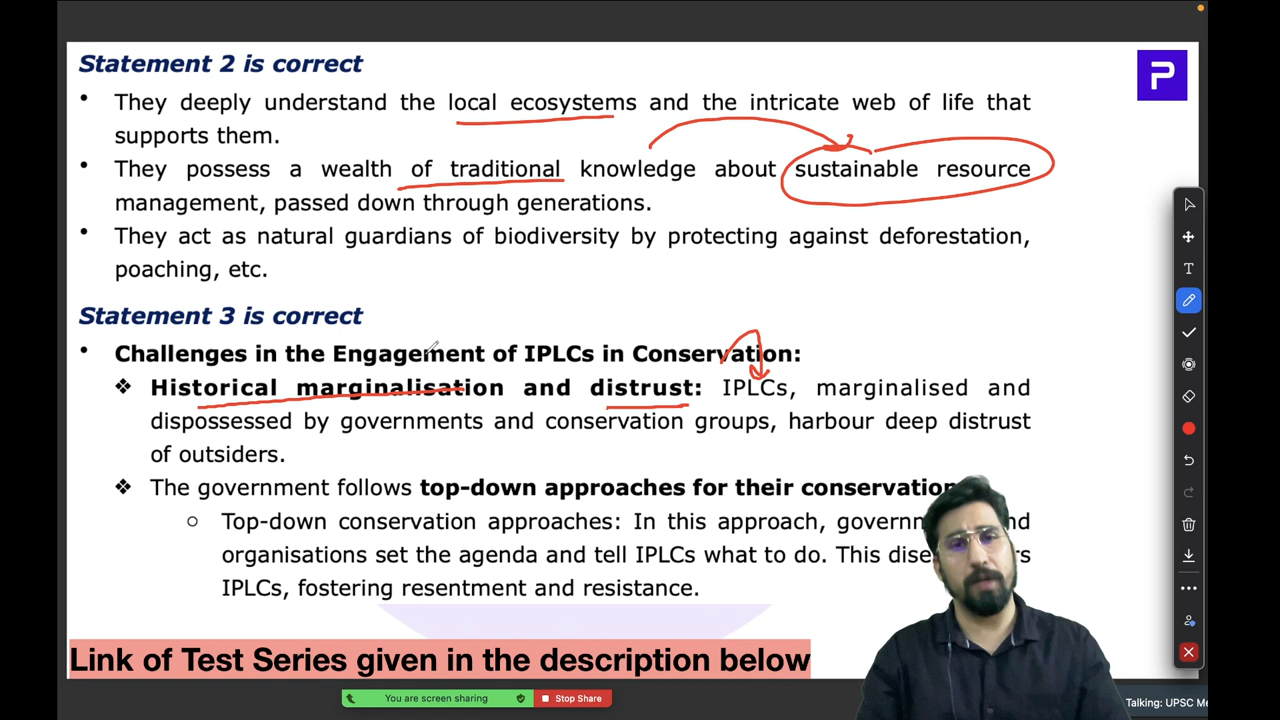 Statement 2 is correct
• They deeply understand the local ecosystems and the intricate web of life that
supports them.
• They possess a wealth of traditional knowledge about sustainable resource
management, passed down through generations.
• They act as natural guardians of biodiversity by protecting against deforestation,
poaching, etc.
Statement 3 is correct
• Challenges in the Engagement of IPLCs in Conservation:
❖ Historical marginalisation and distrust: IPLCs, marginalised and
dispossessed by governments and conservation groups, harbour deep distrust
of outsiders.
❖ The government follows top-down approaches for their conservation
○ Top-down conservation approaches: In this approach,
organisations set the agenda and tell IPLCs what to do. This
IPLCs, fostering resentment and resistance.
Link of Test Series given in the description below
You are screen sharing
Stop Share
Talking: UPSC
P
T